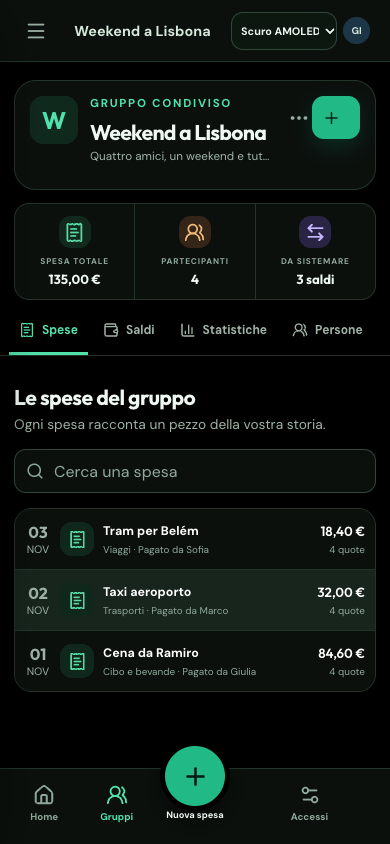 Weekend a Lisbona
Scuro AMOLED
GI
W
GRUPPO CONDIVISO
Weekend a Lisbona
Quattro amici, un weekend e tut...
SPESA TOTALE
135,00 €
PARTECIPANTI
4
DA SISTEMARE
3 saldi
Spese
Saldi
Statistiche
Persone
Le spese del gruppo
Ogni spesa racconta un pezzo della vostra storia.
Cerca una spesa
03 NOV
Tram per Belém
Viaggi · Pagato da Sofia
18,40 €
4 quote
02 NOV
Taxi aeroporto
Trasporti · Pagato da Marco
32,00 €
4 quote
01 NOV
Cena da Ramiro
Cibo e bevande · Pagato da Giulia
84,60 €
4 quote
Home
Gruppi
Nuova spesa
Accessi